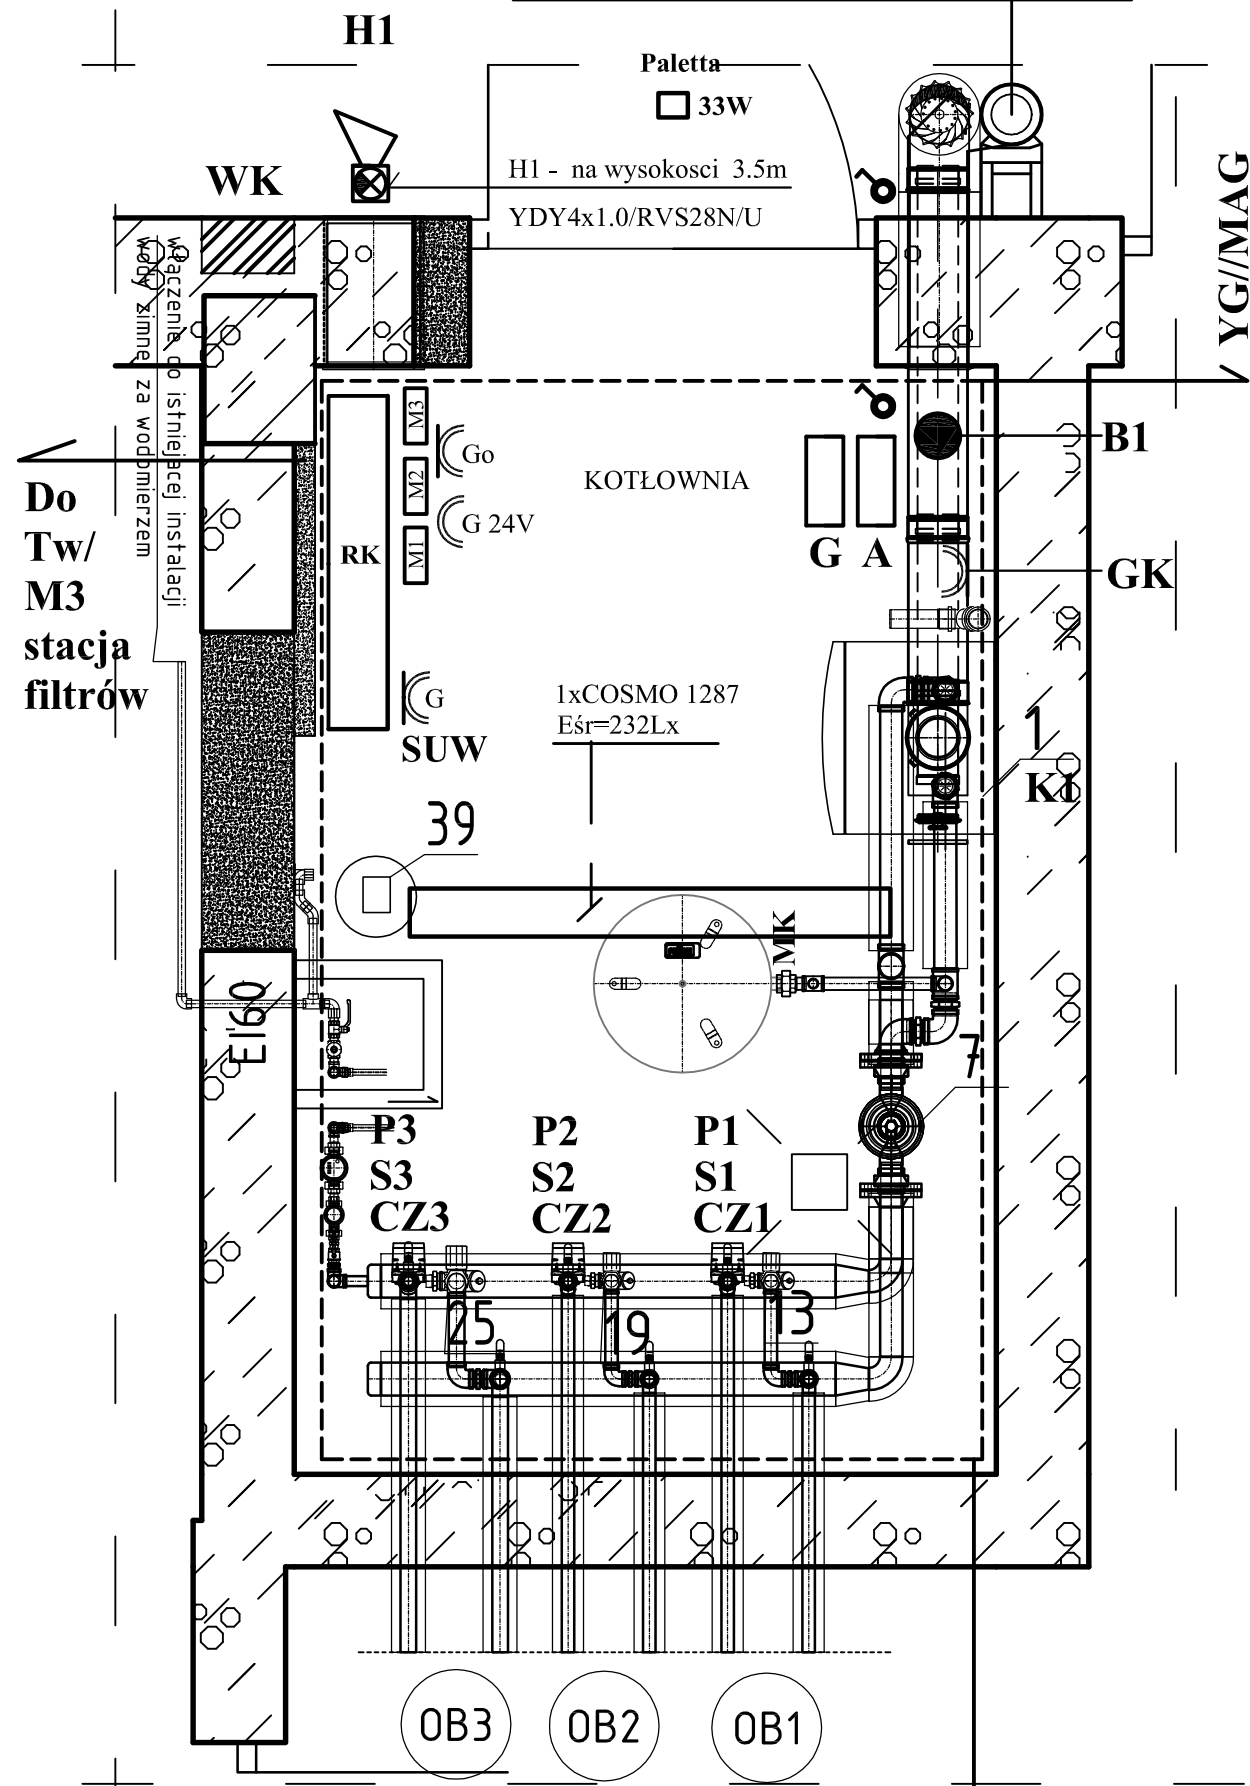 H1
Paletta
33W
WK
H1 - na wysokosci 3.5m
YDY4x1.0/RVS28N/U
YG//MAG
włączenie do istniejącej instalacji
wody zimnej za wodomierzem
M3
Go
M2
G 24V
M1
RK
KOTŁOWNIA
B1
G A
GK
Do
Tw/
M3
stacja
filtrów
G
SUW
1xCOSMO 1287
Eśr=232Lx
1
K1
39
MK
EI60
7
P3
S3
CZ3
P2
S2
CZ2
P1
S1
CZ1
25
19
13
OB3
OB2
OB1